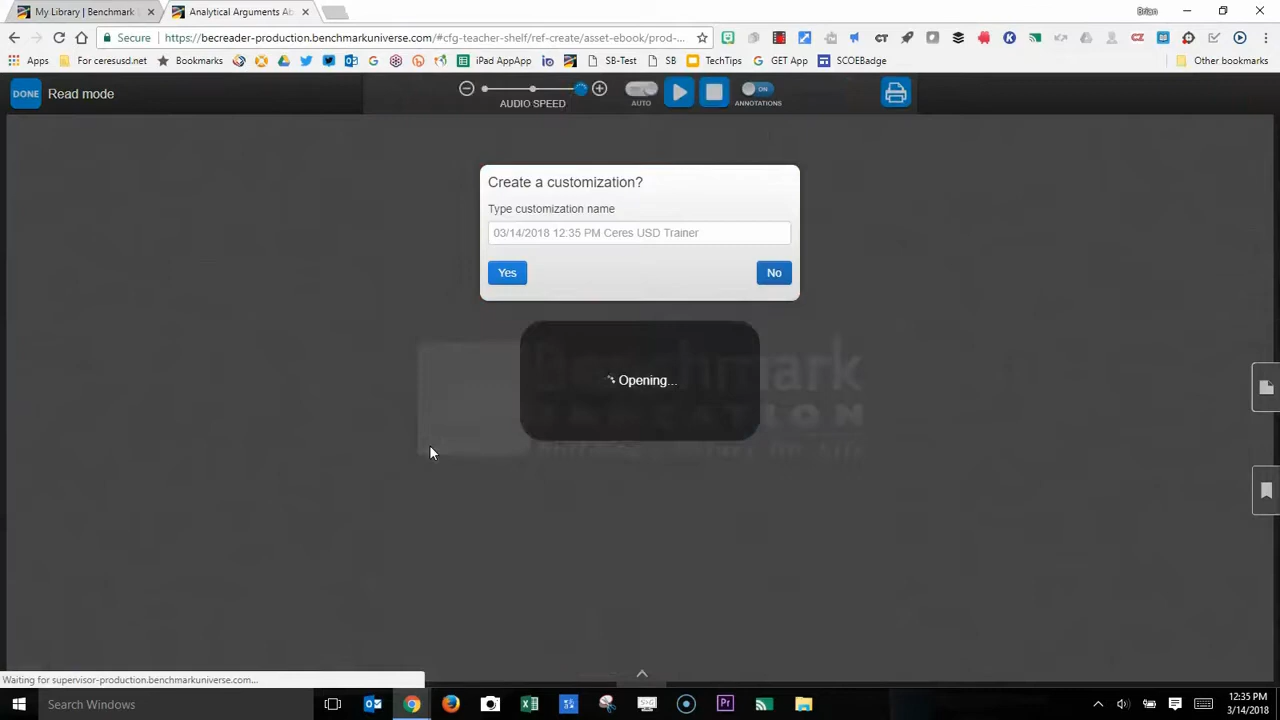 My Library | Benchmark
Analytical Arguments Ab
Brian
Secure
https://becreader-production.benchmarkuniverse.com/#cfg-teacher-shelf/ref-create/asset-ebook/prod-...
Apps
For ceresusd.net
Bookmarks
iPad AppApp
SB-Test
SB
TechTips
GET App
SCOEBadge
Other bookmarks
DONE
Read mode
AUDIO SPEED
AUTO
ON
ANNOTATIONS
Create a customization?
Type customization name
03/14/2018 12:35 PM Ceres USD Trainer
Yes
No
Benchmark
EDUCATION
Opening...
Waiting for supervisor-production.benchmarkuniverse.com...
Search Windows
12:35 PM
3/14/2018